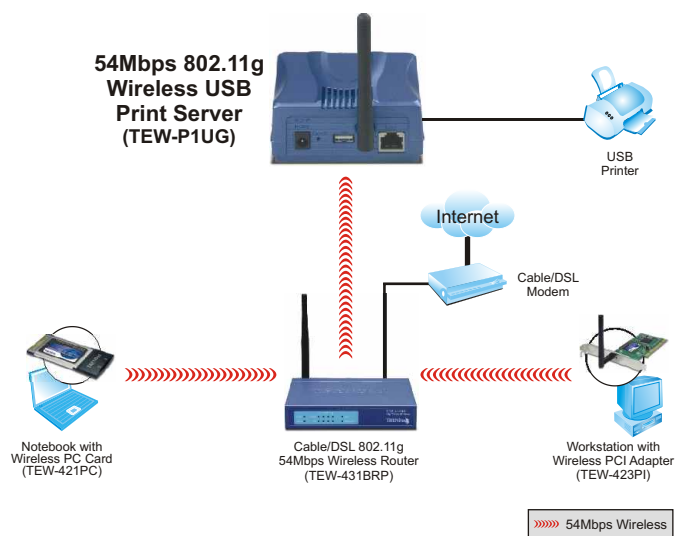 54Mbps 802.11g
Wireless USB
Print Server
(TEW-P1UG)
USB
Printer
Internet
Cable/DSL
Modem
Notebook with
Wireless PC Card
(TEW-421PC)
Cable/DSL 802.11g
54Mbps Wireless Router
(TEW-431BRP)
Workstation with
Wireless PCI Adapter
(TEW-423PI)
54Mbps Wireless